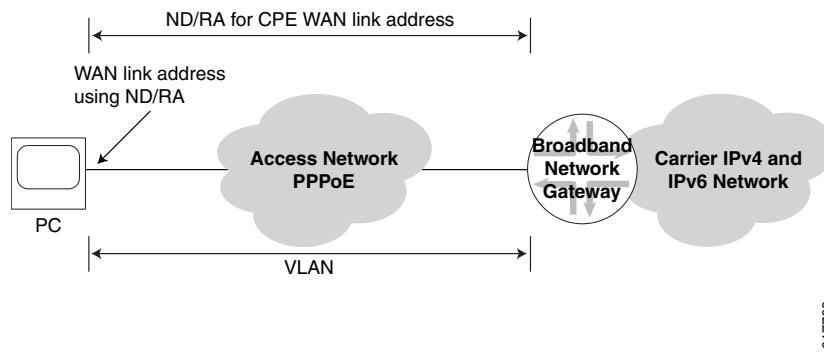 ND/RA for CPE WAN link address
WAN link address
using ND/RA
Access Network
PPPoE
Broadband
Network
Gateway
Carrier IPv4 and
IPv6 Network
PC
VLAN